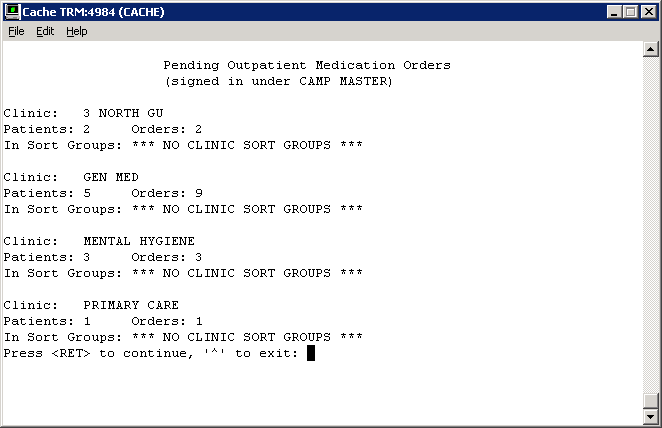 Cache TRM:4984 (CACHE)
File Edit Help
Pending Outpatient Medication Orders
(signed in under CAMP MASTER)
Clinic: 3 NORTH GU
Patients: 2 Orders: 2
In Sort Groups: *** NO CLINIC SORT GROUPS ***
Clinic: GEN MED
Patients: 5 Orders: 9
In Sort Groups: *** NO CLINIC SORT GROUPS ***
Clinic: MENTAL HYGIENE
Patients: 3 Orders: 3
In Sort Groups: *** NO CLINIC SORT GROUPS ***
Clinic: PRIMARY CARE
Patients: 1 Orders: 1
In Sort Groups: *** NO CLINIC SORT GROUPS ***
Press <RET> to continue, '^' to exit: